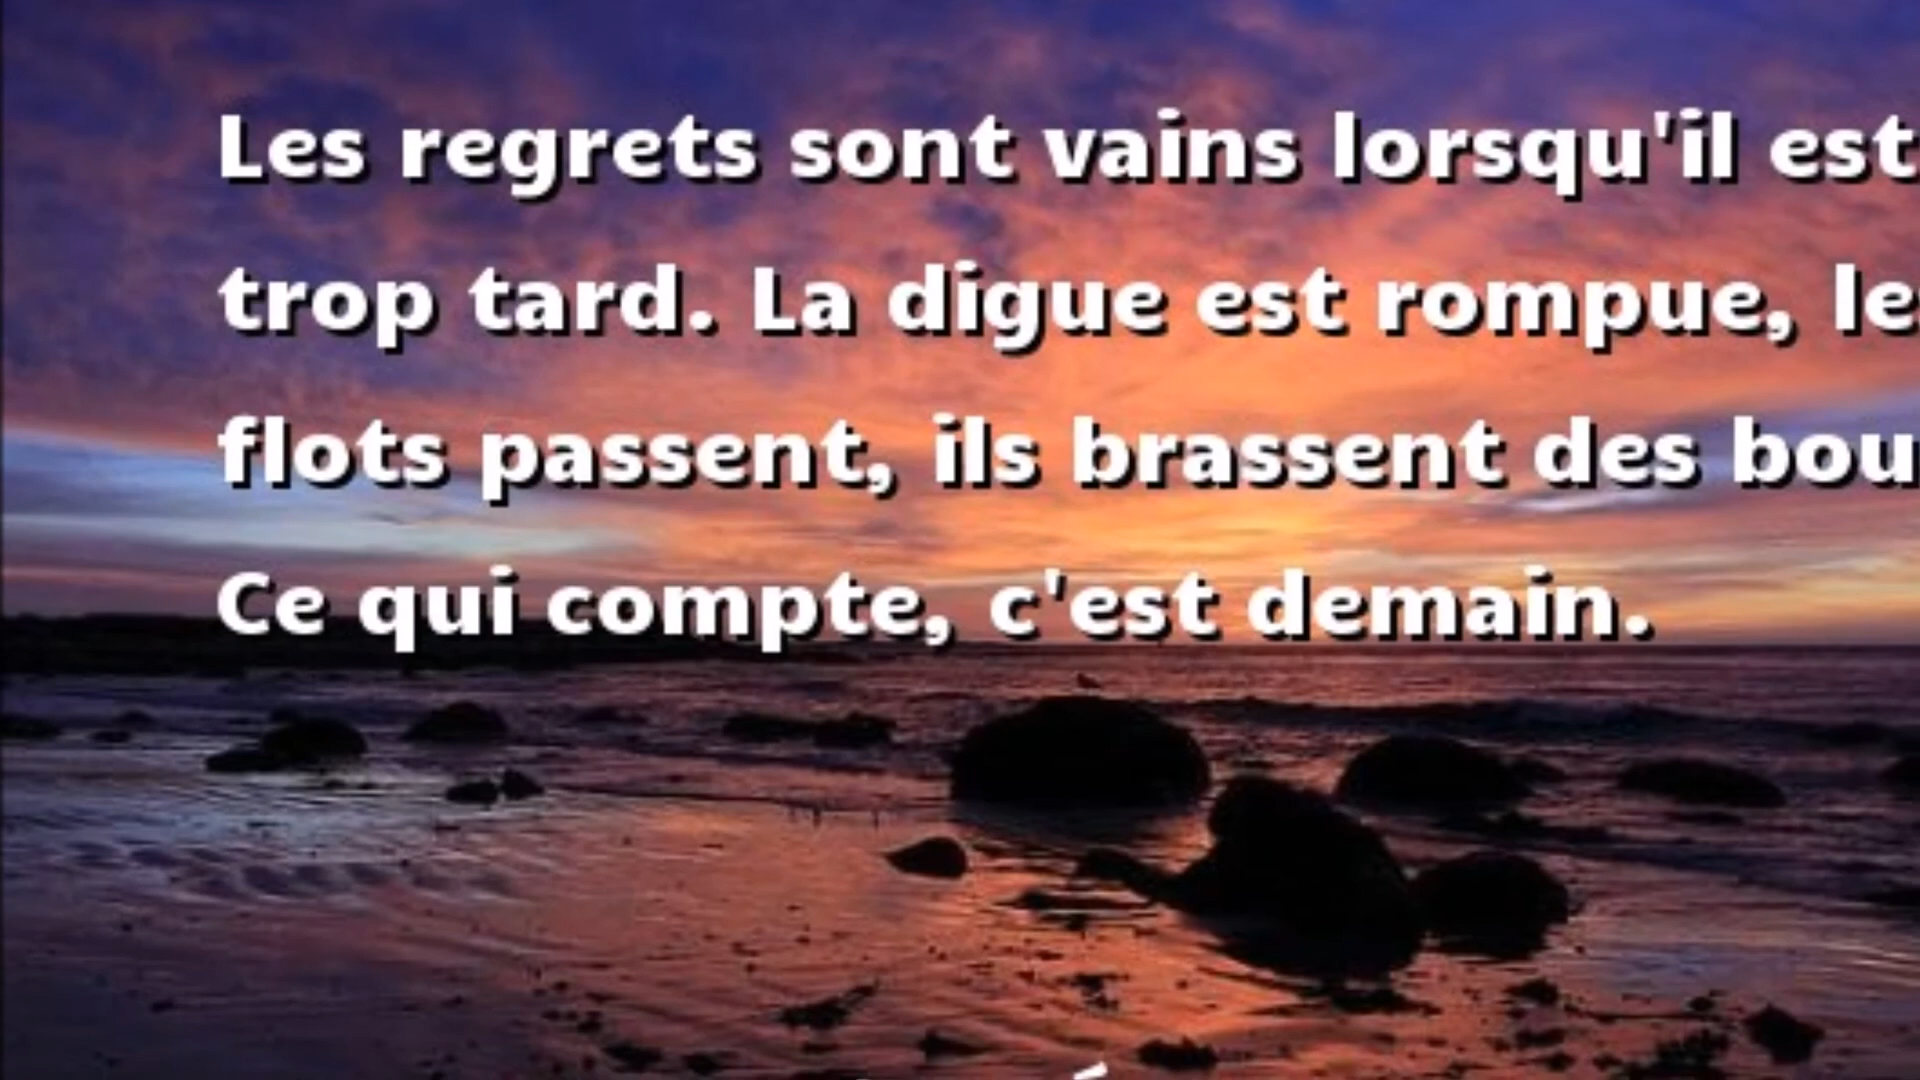 Les regrets sont vains lorsqu'il est
trop tard. La digue est rompue, le
flots passent, ils brassent des bou
Ce qui compte, c'est demain.